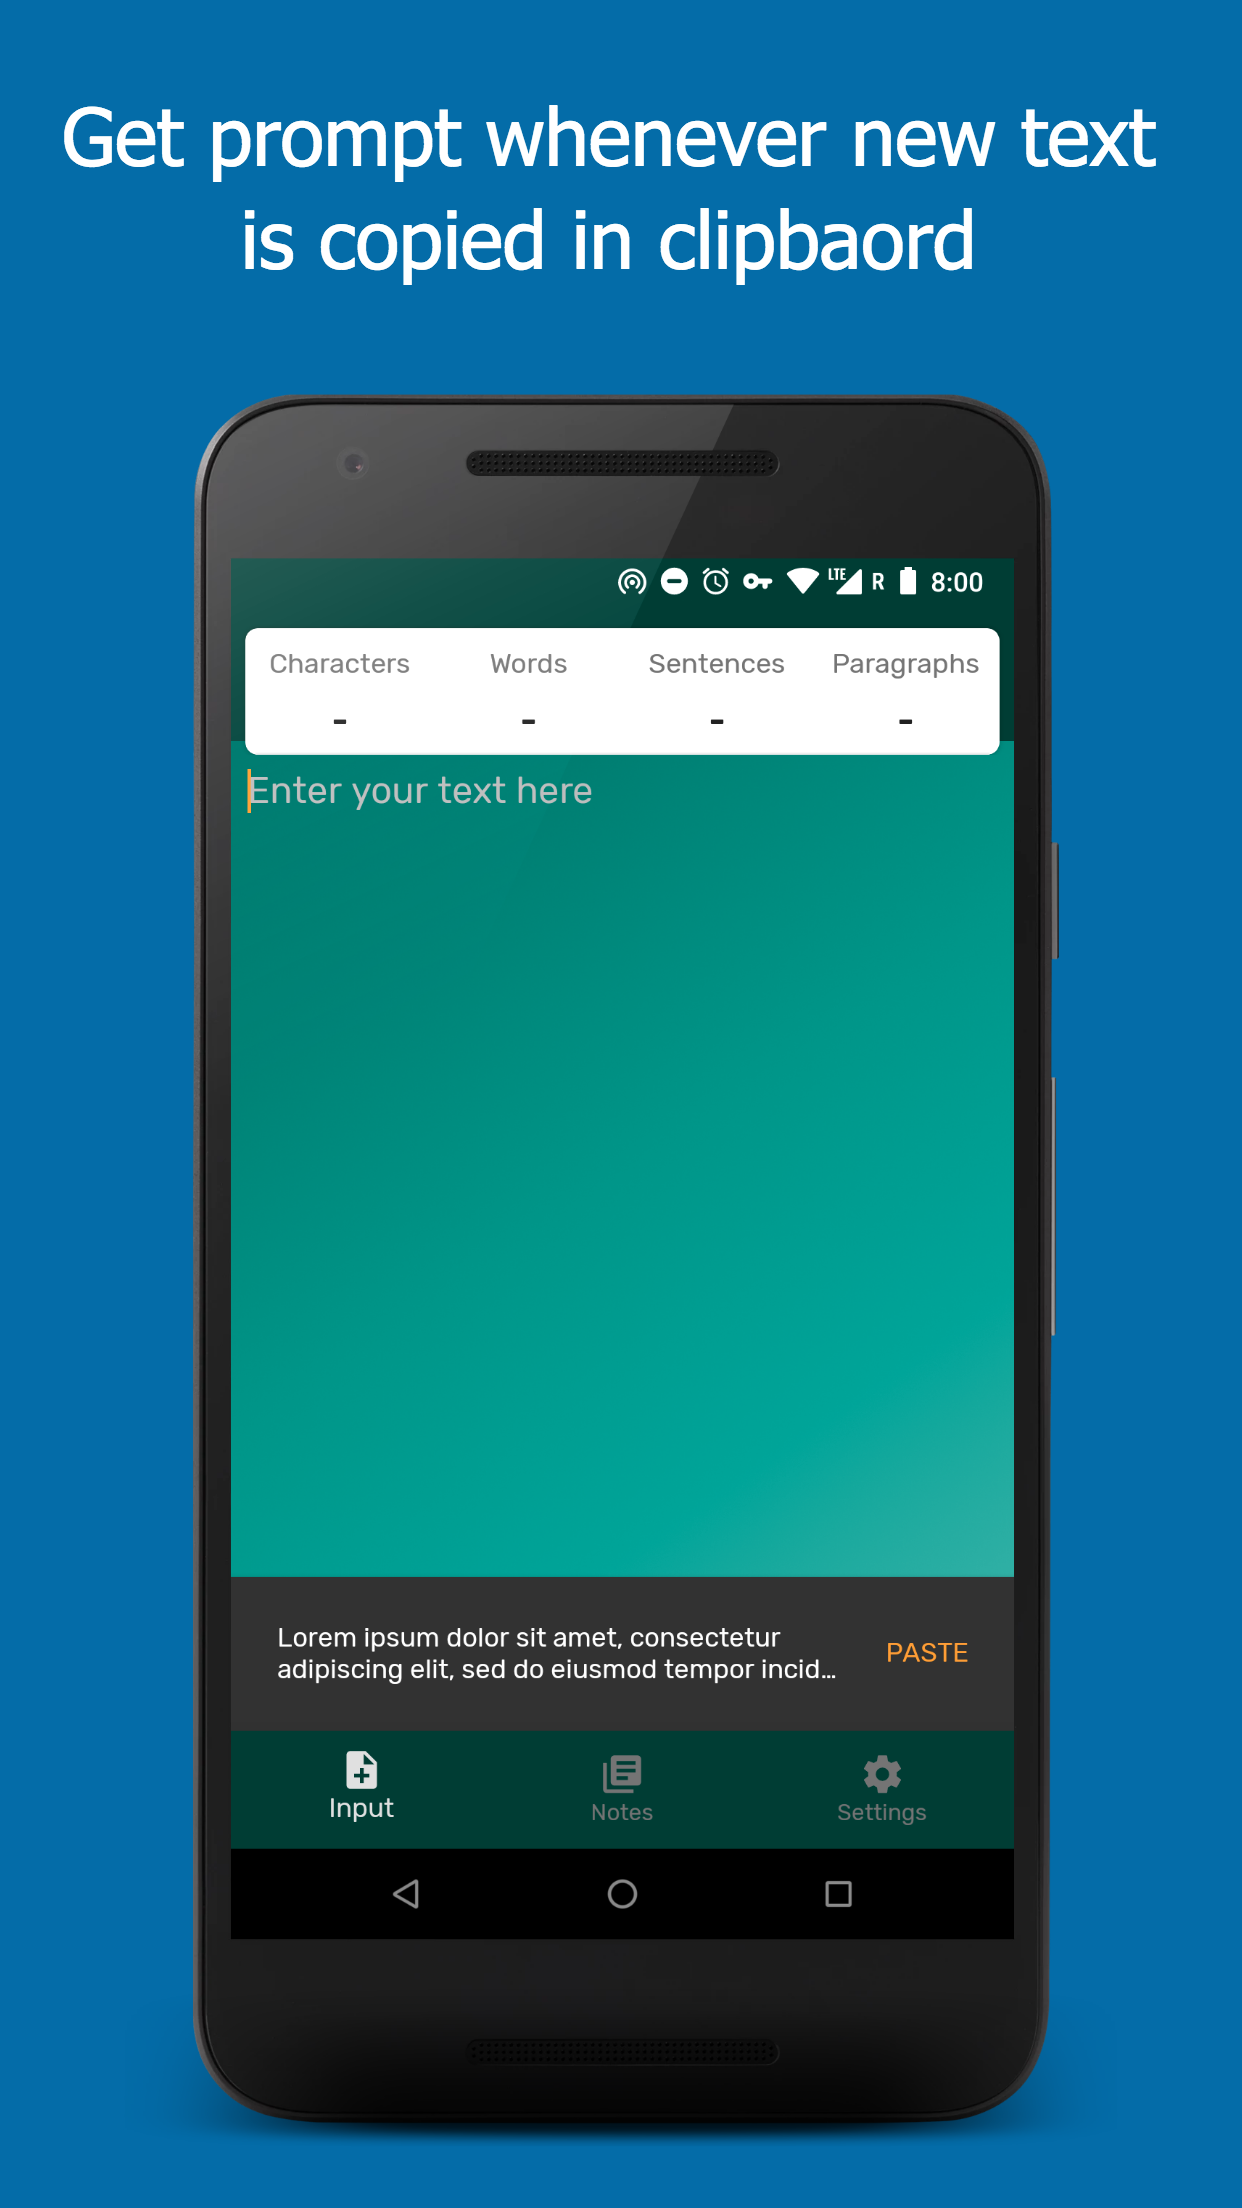 Get prompt whenever new text
is copied in clipbaord
LTE R 8:00
Characters Words Sentences Paragraphs
- - - -
Enter your text here
Lorem ipsum dolor sit amet, consectetur
adipiscing elit, sed do eiusmod tempor incid...
PASTE
Input Notes Settings